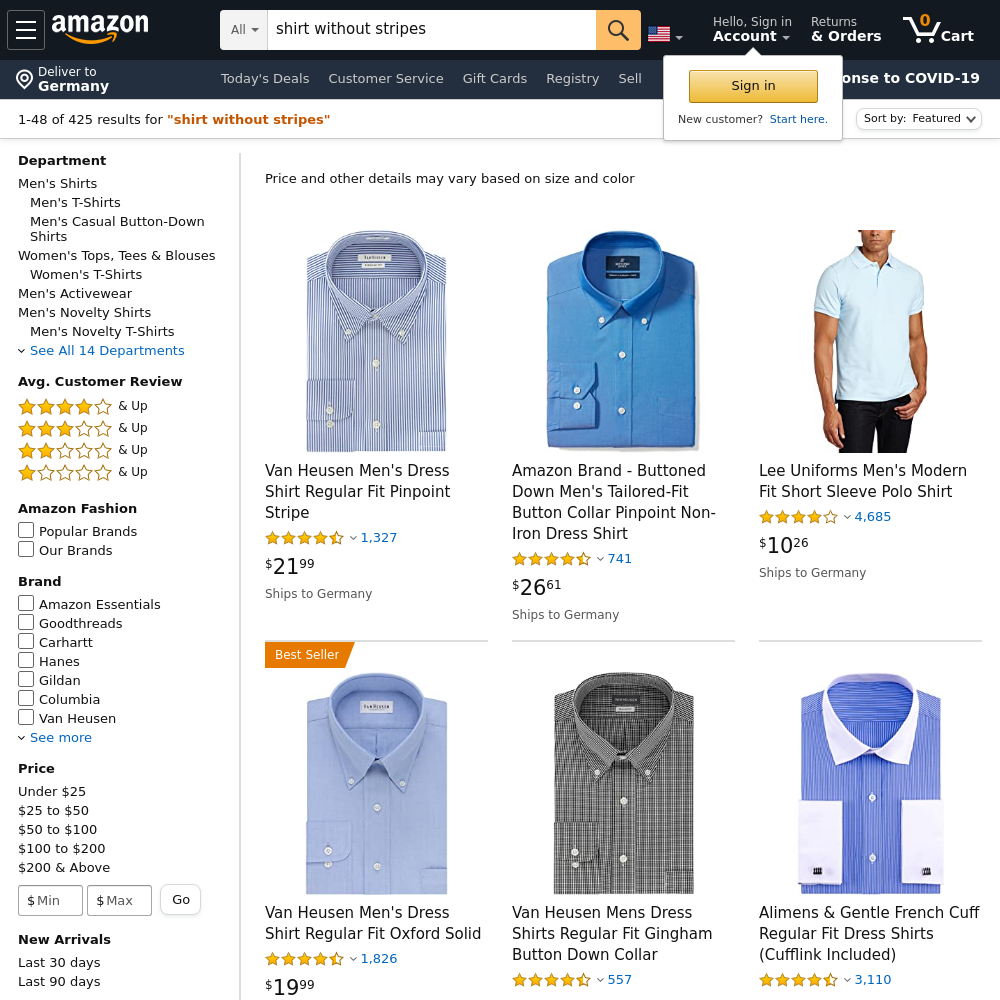 amazon
All
shirt without stripes
Hello, Sign in
Account
Returns
& Orders
0
Cart
Deliver to
Germany
Today's Deals
Customer Service
Gift Cards
Registry
Sell
onse to COVID-19
Sign in
New customer? Start here.
1-48 of 425 results for "shirt without stripes"
Sort by: Featured
Department
Men's Shirts
Men's T-Shirts
Men's Casual Button-Down
Shirts
Women's Tops, Tees & Blouses
Women's T-Shirts
Men's Activewear
Men's Novelty Shirts
Men's Novelty T-Shirts
See All 14 Departments
Avg. Customer Review
& Up
& Up
& Up
& Up
Amazon Fashion
Popular Brands
Our Brands
Brand
Amazon Essentials
Goodthreads
Carhartt
Hanes
Gildan
Columbia
Van Heusen
See more
Price
Under $25
$25 to $50
$50 to $100
$100 to $200
$200 & Above
$ Min
$ Max
Go
New Arrivals
Last 30 days
Last 90 days
Price and other details may vary based on size and color
VAN HEUSEN
Van Heusen Men's Dress
Shirt Regular Fit Pinpoint
Stripe
1,327
$21 99
Ships to Germany
Amazon Brand - Buttoned
Down Men's Tailored-Fit
Button Collar Pinpoint Non-
Iron Dress Shirt
741
$26 61
Ships to Germany
Lee Uniforms Men's Modern
Fit Short Sleeve Polo Shirt
4,685
$10 26
Ships to Germany
Best Seller
VAN HEUSEN
Van Heusen Men's Dress
Shirt Regular Fit Oxford Solid
1,826
$19 99
Van Heusen Mens Dress
Shirts Regular Fit Gingham
Button Down Collar
557
Alimens & Gentle French Cuff
Regular Fit Dress Shirts
(Cufflink Included)
3,110